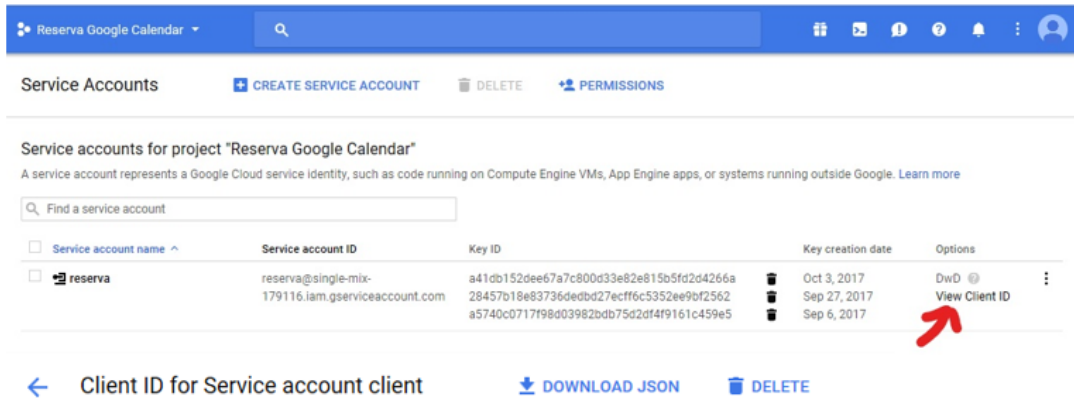 Reserva Google Calendar
Service Accounts CREATE SERVICE ACCOUNT DELETE PERMISSIONS
Service accounts for project "Reserva Google Calendar"
A service account represents a Google Cloud service identity, such as code running on Compute Engine VMs, App Engine apps, or systems running outside Google. Learn more
Find a service account
Service account name Service account ID Key ID Key creation date Options
reserva reserva@single-mix- a41db152dee67a7c800d33e82e815b5fd2d4266a Oct 3, 2017 DwD
179116.iam.gserviceaccount.com 28457b18e83736dedbd27ecff6c5352ee9bf2562 Sep 27, 2017 View Client ID
a5740c0717f98d03982bdb75d2df4f9161c459e5 Sep 6, 2017
Client ID for Service account client DOWNLOAD JSON DELETE